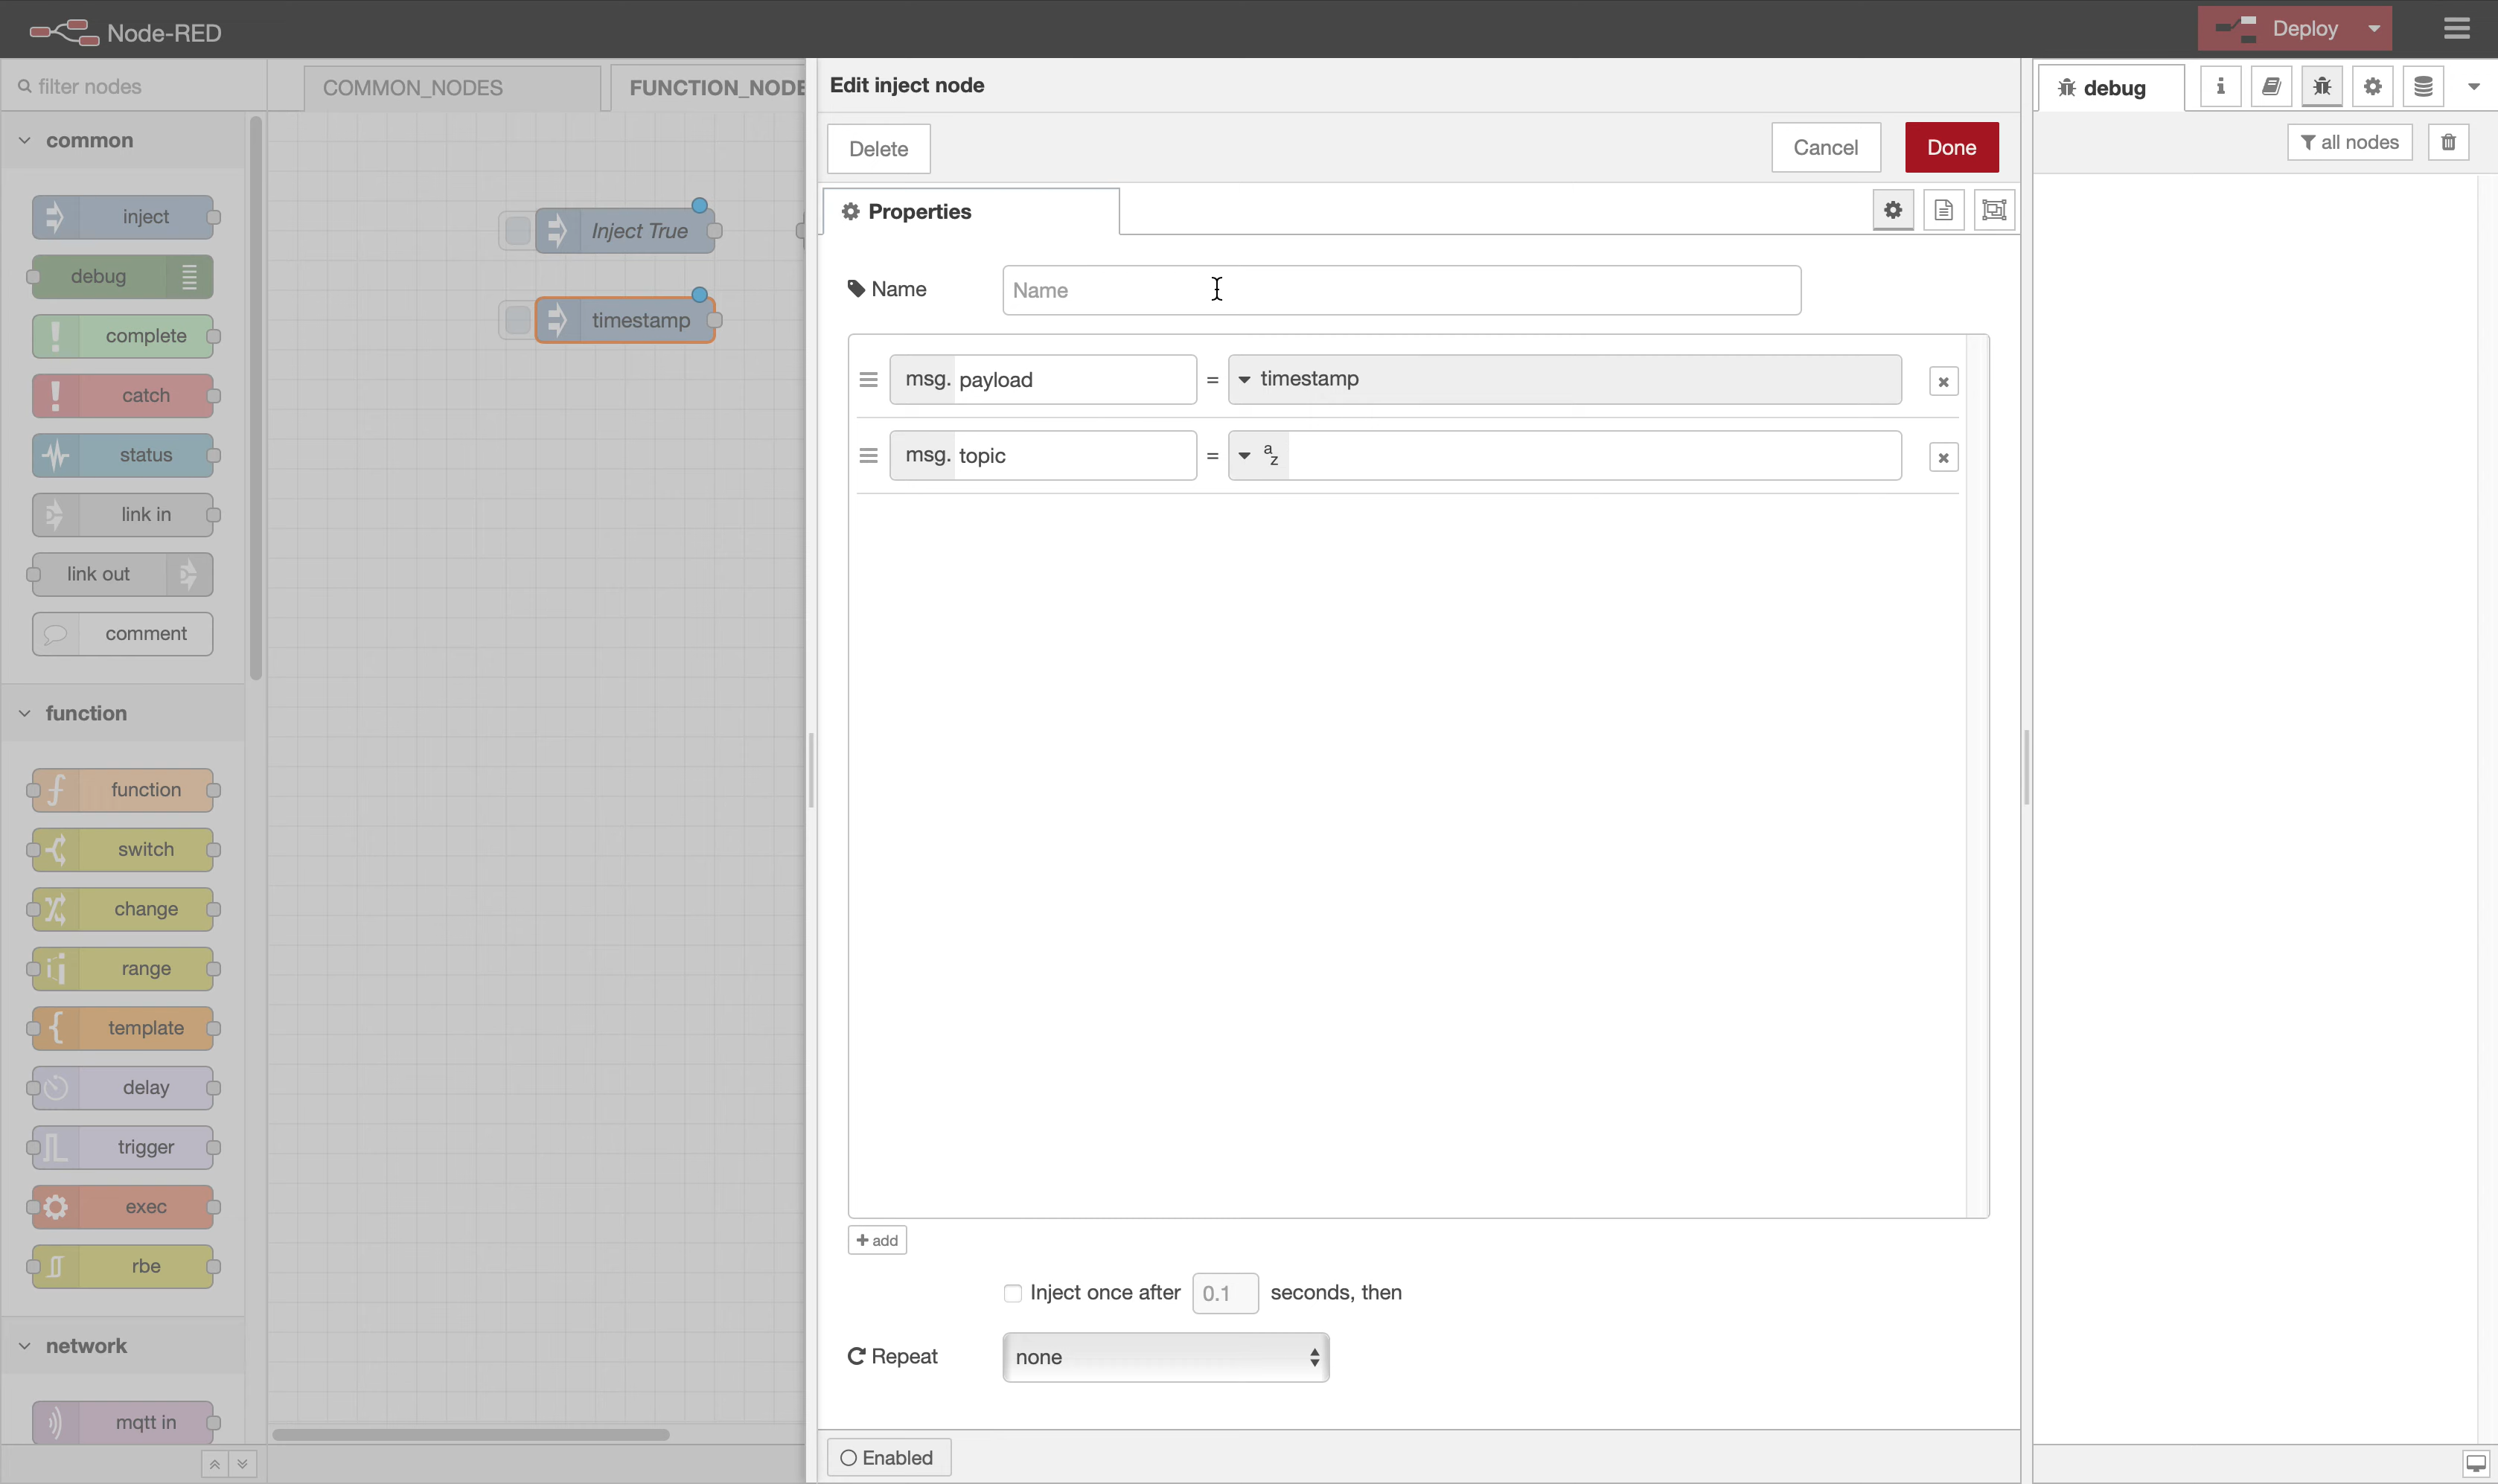 Node-RED
Deploy
filter nodes
common
inject
debug
complete
catch
status
link in
link out
comment
function
function
switch
change
range
template
delay
trigger
exec
rbe
network
mqtt in
COMMON_NODES
FUNCTION_NODE
Inject True
timestamp
Edit inject node
Delete
Cancel
Done
Properties
Name
Name
msg. payload = timestamp
msg. topic = az
add
Inject once after 0.1 seconds, then
Repeat none
Enabled
debug
i
all nodes